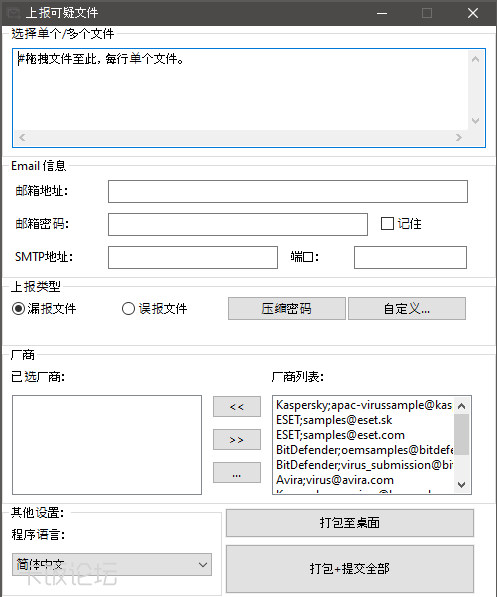 上报可疑文件
选择单个/多个文件
#拖拽文件至此, 每行单个文件。
Email 信息
邮箱地址:
邮箱密码:
记住
SMTP地址:
端口:
上报类型
漏报文件
误报文件
压缩密码
自定义...
厂商
已选厂商:
厂商列表:
<<
>>
...
Kaspersky;apac-virussample@kas
ESET;samples@eset.sk
ESET;samples@eset.com
BitDefender;oemsamples@bitdefe
BitDefender;virus_submission@bit
Avira;virus@avira.com
其他设置:
程序语言:
简体中文
卡饭论坛
打包至桌面
打包+提交全部